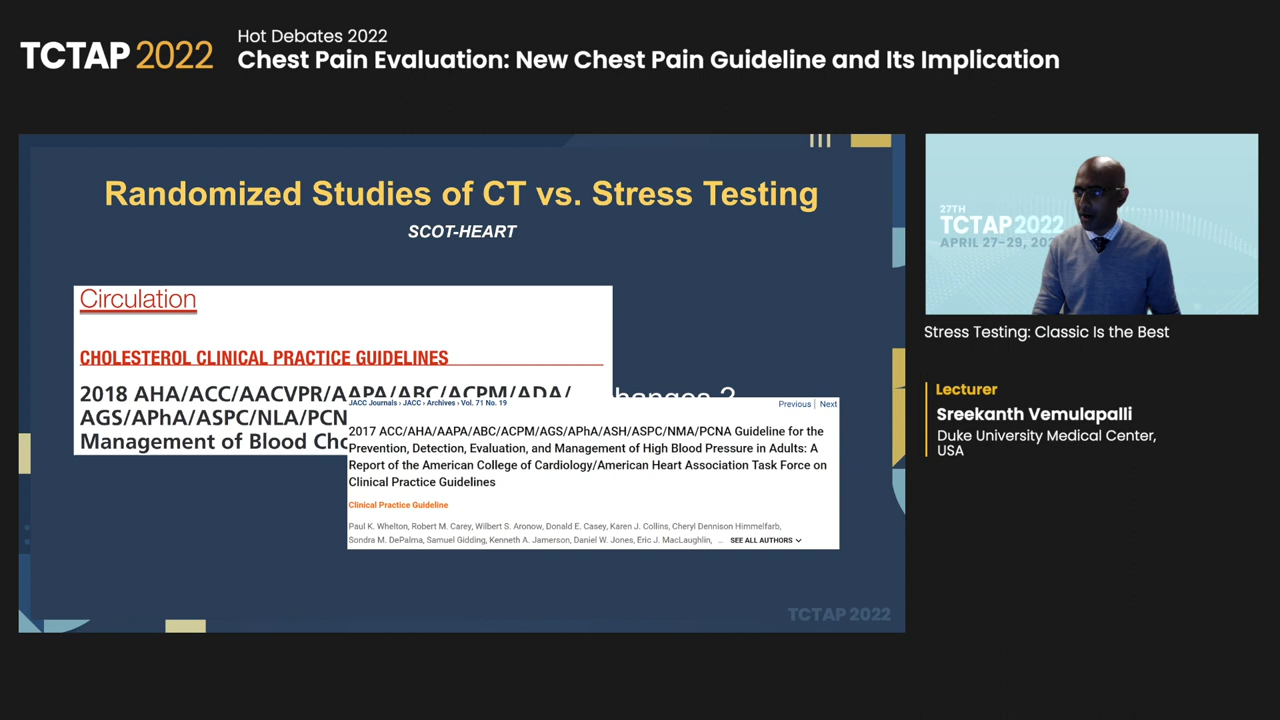 TCTAP 2022
Hot Debates 2022
Chest Pain Evaluation: New Chest Pain Guideline and Its Implication
Randomized Studies of CT vs. Stress Testing
SCOT-HEART
Circulation
CHOLESTEROL CLINICAL PRACTICE GUIDELINES
2018 AHA/ACC/AACVPR/AAPA/ABC/ACPM/ADA/
AGS/APhA/ASPC/NLA/PCN
Management of Blood Cho
JACC Journals › JACC › Archives › Vol. 71 No. 19
Previous | Next
2017 ACC/AHA/AAPA/ABC/ACPM/AGS/APhA/ASH/ASPC/NMA/PCNA Guideline for the
Prevention, Detection, Evaluation, and Management of High Blood Pressure in Adults: A
Report of the American College of Cardiology/American Heart Association Task Force on
Clinical Practice Guidelines
Clinical Practice Guideline
Paul K. Whelton, Robert M. Carey, Wilbert S. Aronow, Donald E. Casey, Karen J. Collins, Cheryl Dennison Himmelfarb,
Sondra M. DePalma, Samuel Gidding, Kenneth A. Jamerson, Daniel W. Jones, Eric J. MacLaughlin, ... SEE ALL AUTHORS
TCTAP 2022
27TH
TCTAP 2022
APRIL 27-29, 202
Stress Testing: Classic Is the Best
Lecturer
Sreekanth Vemulapalli
Duke University Medical Center,
USA